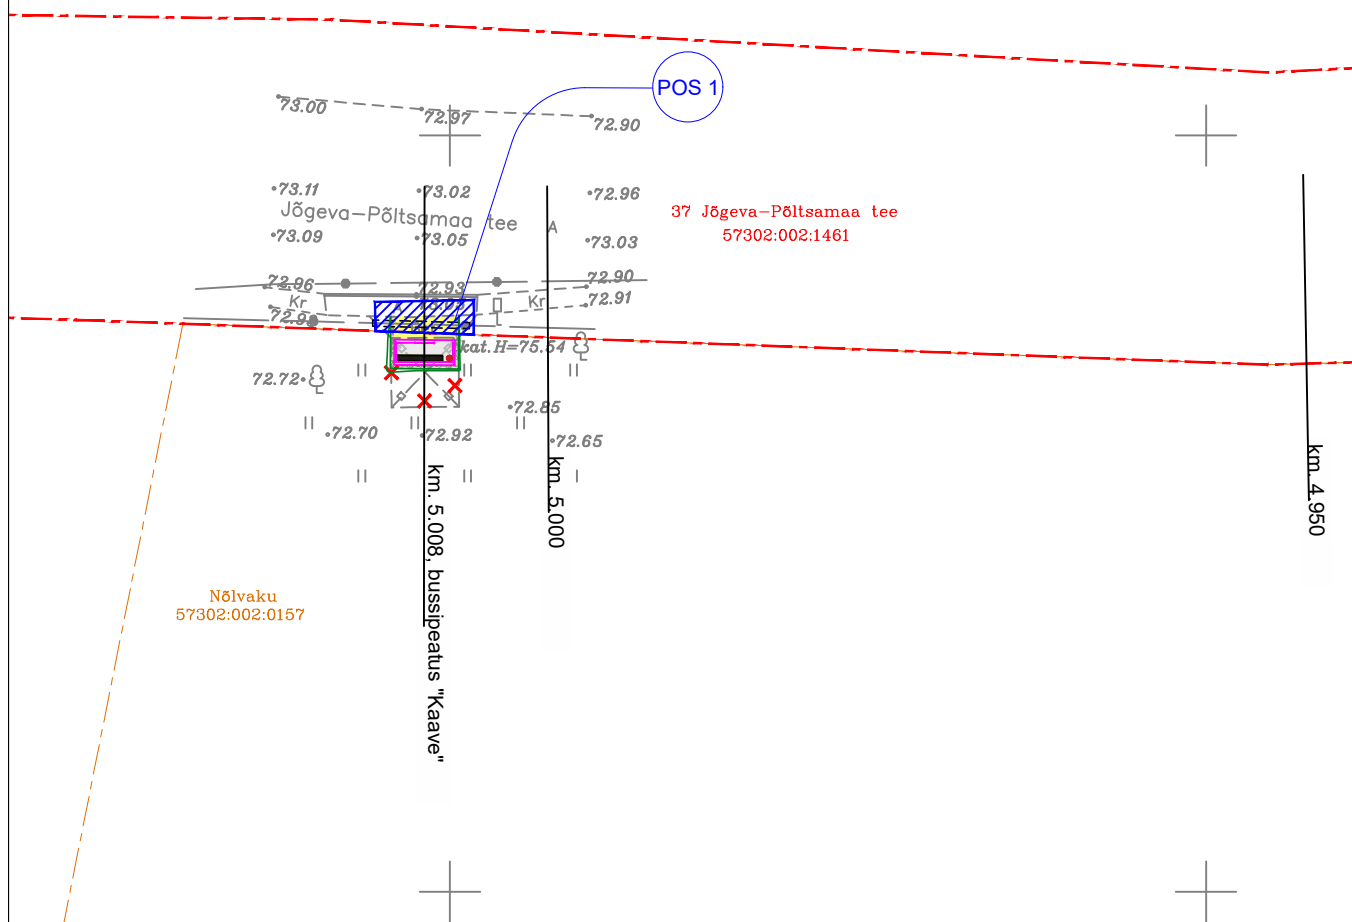 POS 1
73.00
72.97
72.90
73.11
73.02
72.96
Jõgeva-Põltsamaa tee
A
37 Jõgeva-Põltsamaa tee
57302:002:1461
73.09
73.05
73.03
72.96
72.93
72.90
Kr
Kr
72.91
kat.H=75.54
72.72
72.85
72.70
72.92
72.65
km. 5.008, bussipeatus "Kaave"
km. 5.000
km. 4.950
Nõlvaku
57302:002:0157